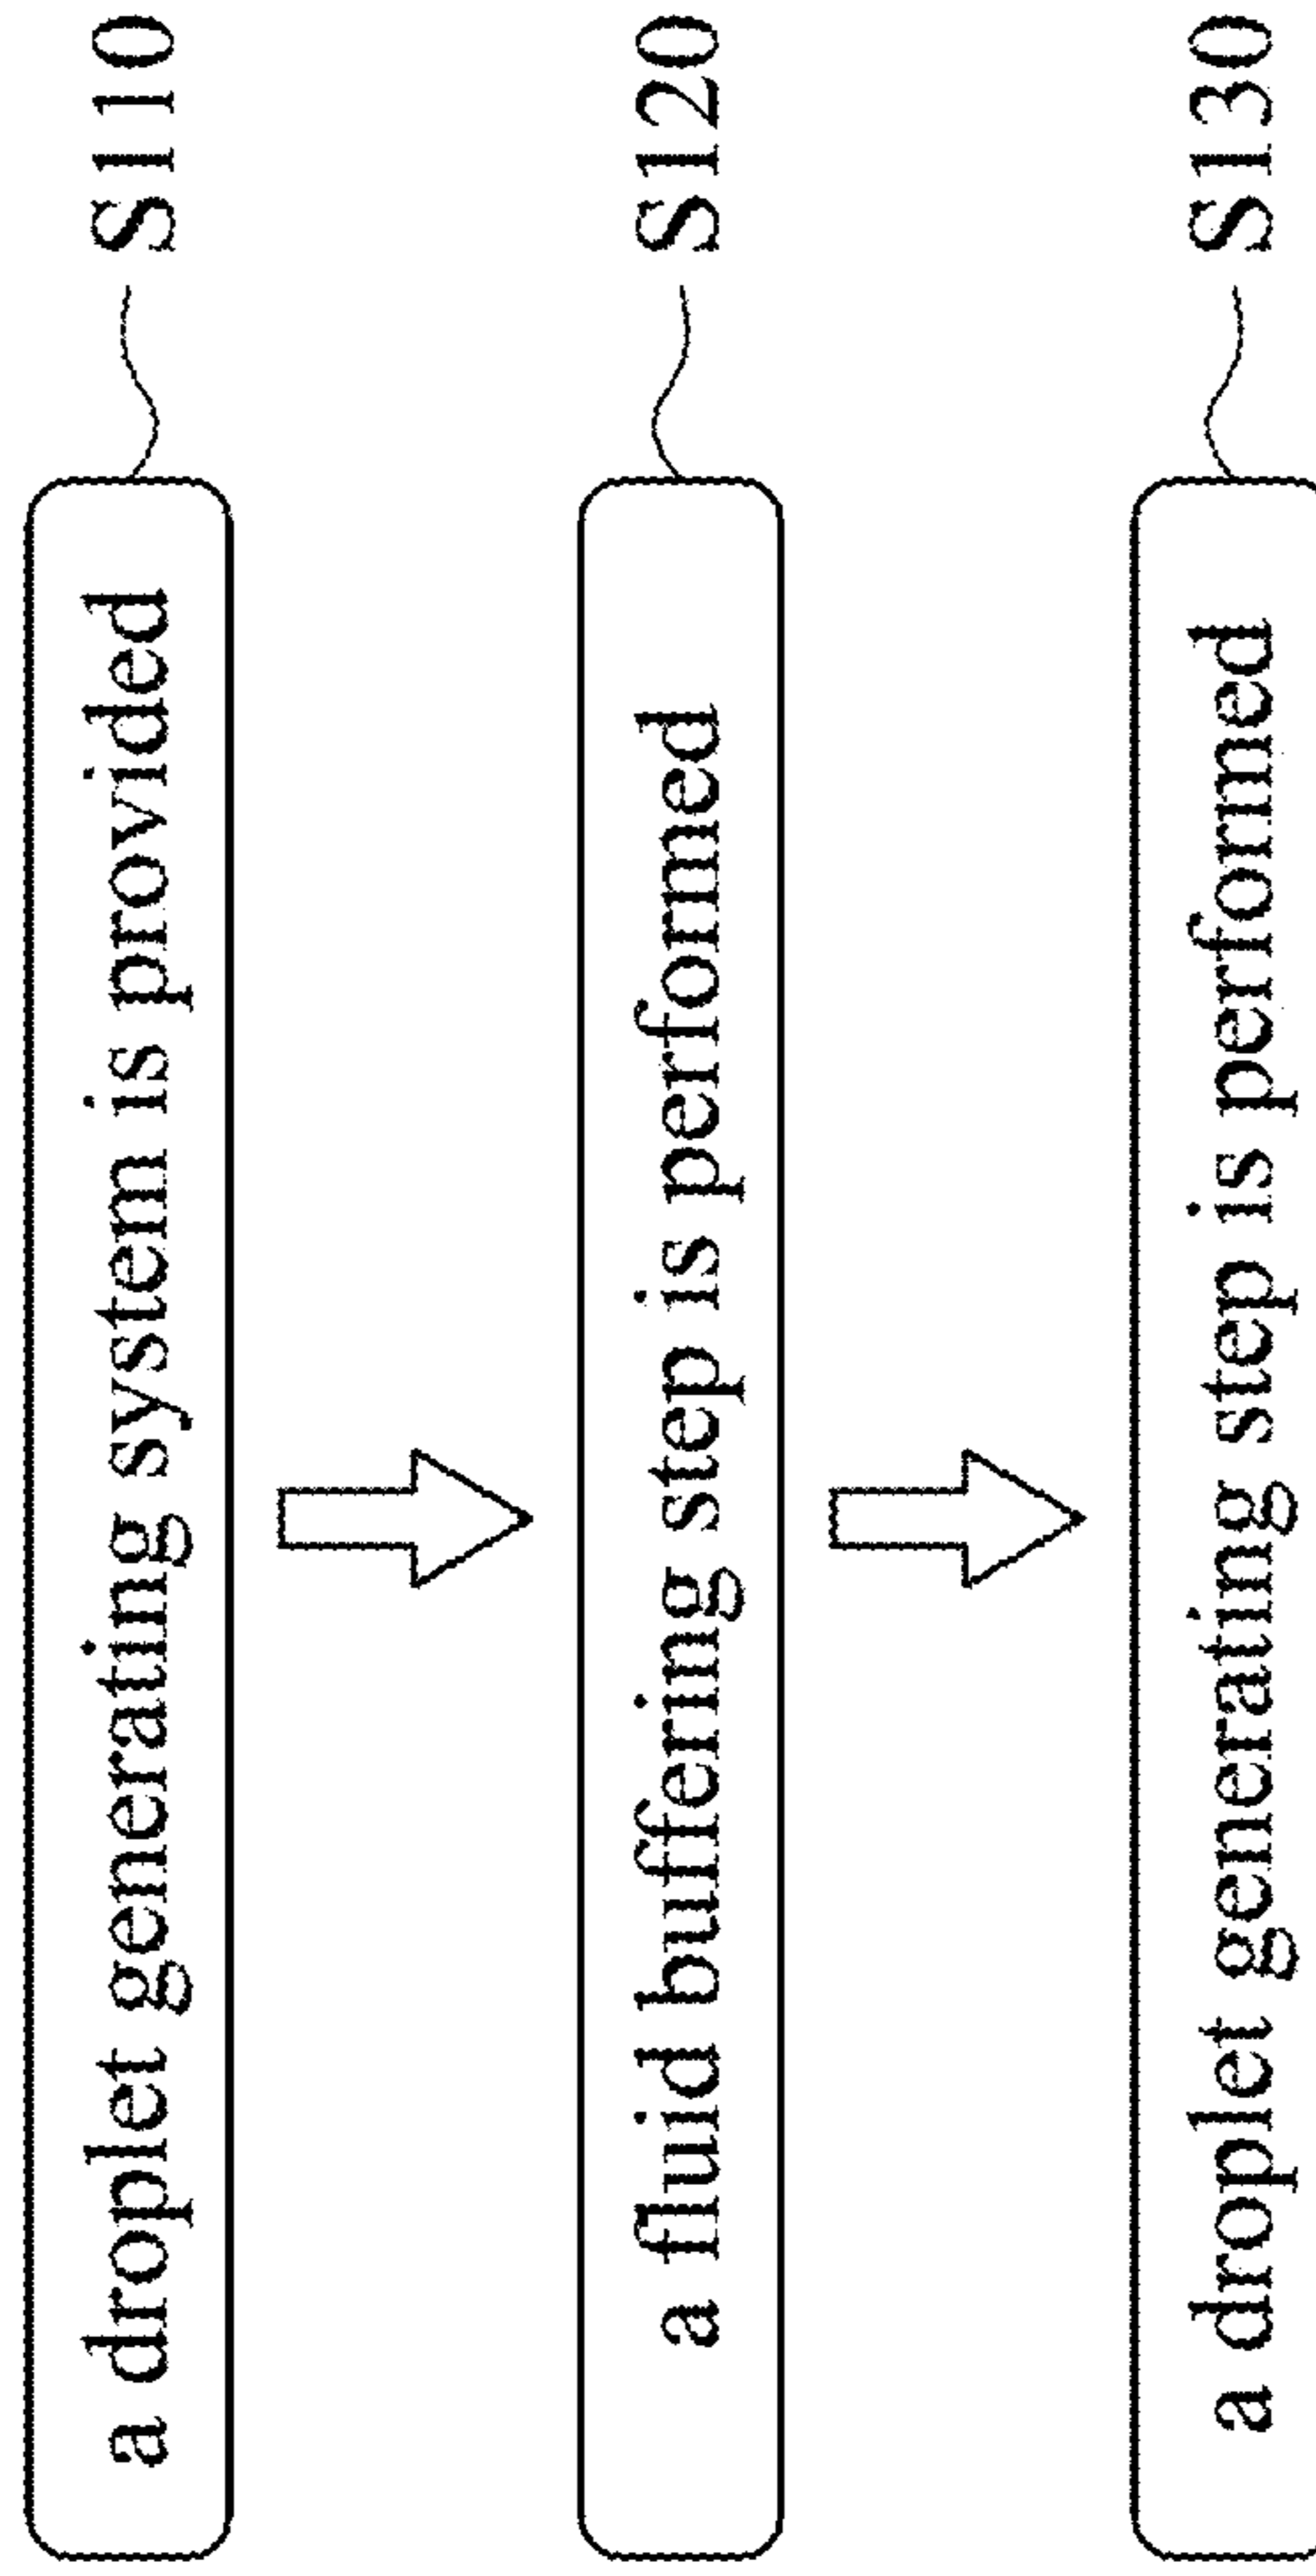 a droplet generating system is provided S110
a fluid buffering step is performed S120
a droplet generating step is performed S130